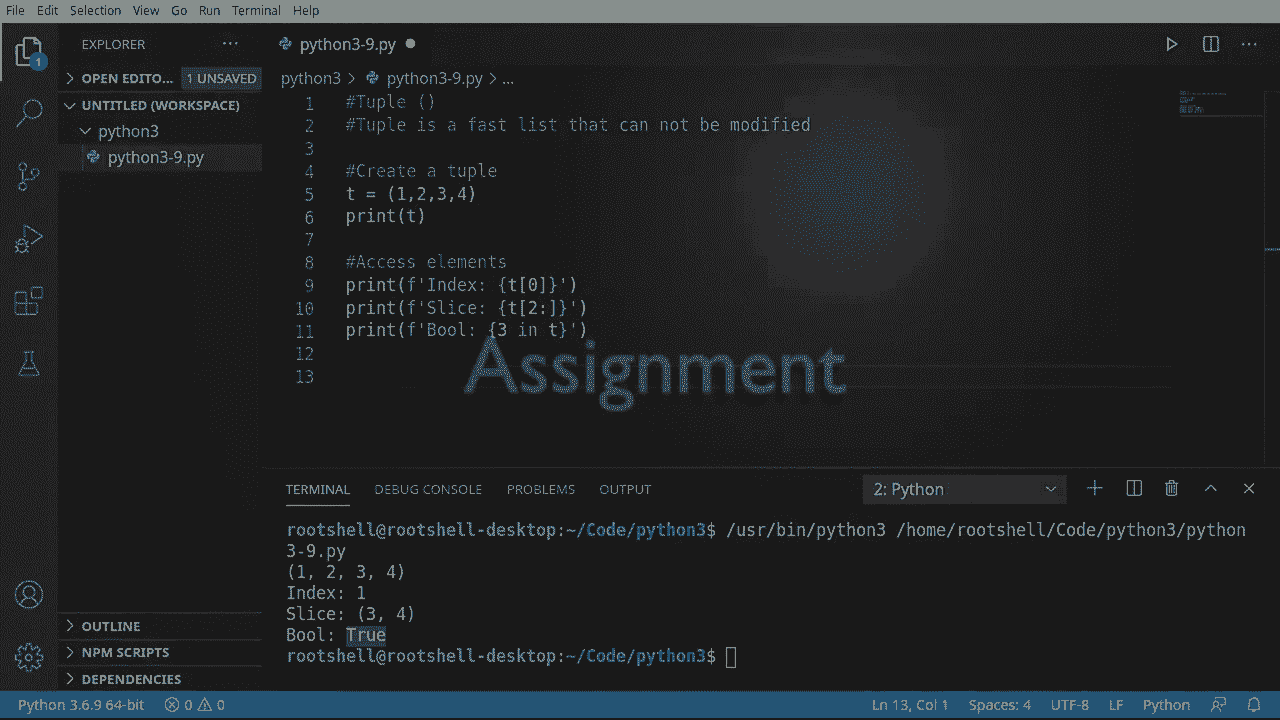 File Edit Selection View Go Run Terminal Help
EXPLORER ...
python3-9.py
OPEN EDITO... 1 UNSAVED
python3 > python3-9.py > ...
UNTITLED (WORKSPACE)
python3
python3-9.py
1 #Tuple ()
2 #Tuple is a fast list that can not be modified
3
4 #Create a tuple
5 t = (1,2,3,4)
6 print(t)
7
8 #Access elements
9 print(f'Index: {t[0]}')
10 print(f'Slice: {t[2:]}')
11 print(f'Bool: {3 in t}')
12
13
Assignment
TERMINAL DEBUG CONSOLE PROBLEMS OUTPUT 2: Python
rootshell@rootshell-desktop:~/Code/python3$ /usr/bin/python3 /home/rootshell/Code/python3/python
3-9.py
(1, 2, 3, 4)
Index: 1
Slice: (3, 4)
Bool: True
rootshell@rootshell-desktop:~/Code/python3$
OUTLINE
NPM SCRIPTS
DEPENDENCIES
Python 3.6.9 64-bit 0 0 Ln 13, Col 1 Spaces: 4 UTF-8 LF Python